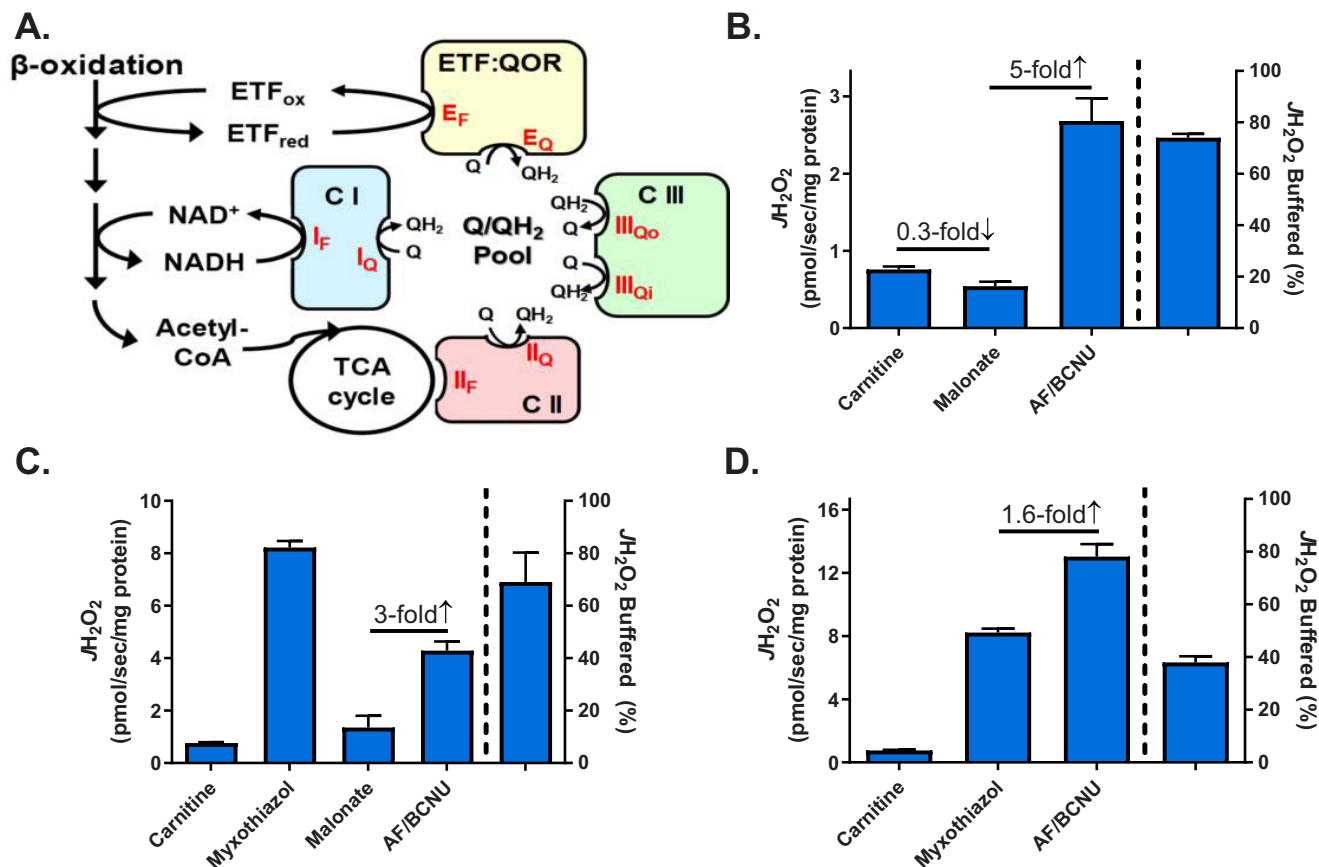 A.
β-oxidation
ETFox
ETFred
ETF:QOR
EF
EQ
Q
QH2
NAD+
NADH
C I
IF
IQ
QH2
Q
Q/QH2
Pool
C III
QH2
Q
IIIQo
Q
QH2
IIIQi
Acetyl-
CoA
TCA
cycle
Q
QH2
IIQ
IIF
C II
B.
JH2O2
(pmol/sec/mg protein)
3
2
1
0
0.3-fold↓
5-fold↑
100
80
60
40
20
0
JH2O2 Buffered
(%)
Carnitine
Malonate
AF/BCNU
C.
JH2O2
(pmol/sec/mg protein)
10
8
6
4
2
0
3-fold↑
100
80
60
40
20
0
JH2O2 Buffered
(%)
Carnitine
Myxothiazol
Malonate
AF/BCNU
D.
JH2O2
(pmol/sec/mg protein)
16
12
8
4
0
1.6-fold↑
100
80
60
40
20
0
JH2O2 Buffered
(%)
Carnitine
Myxothiazol
AF/BCNU